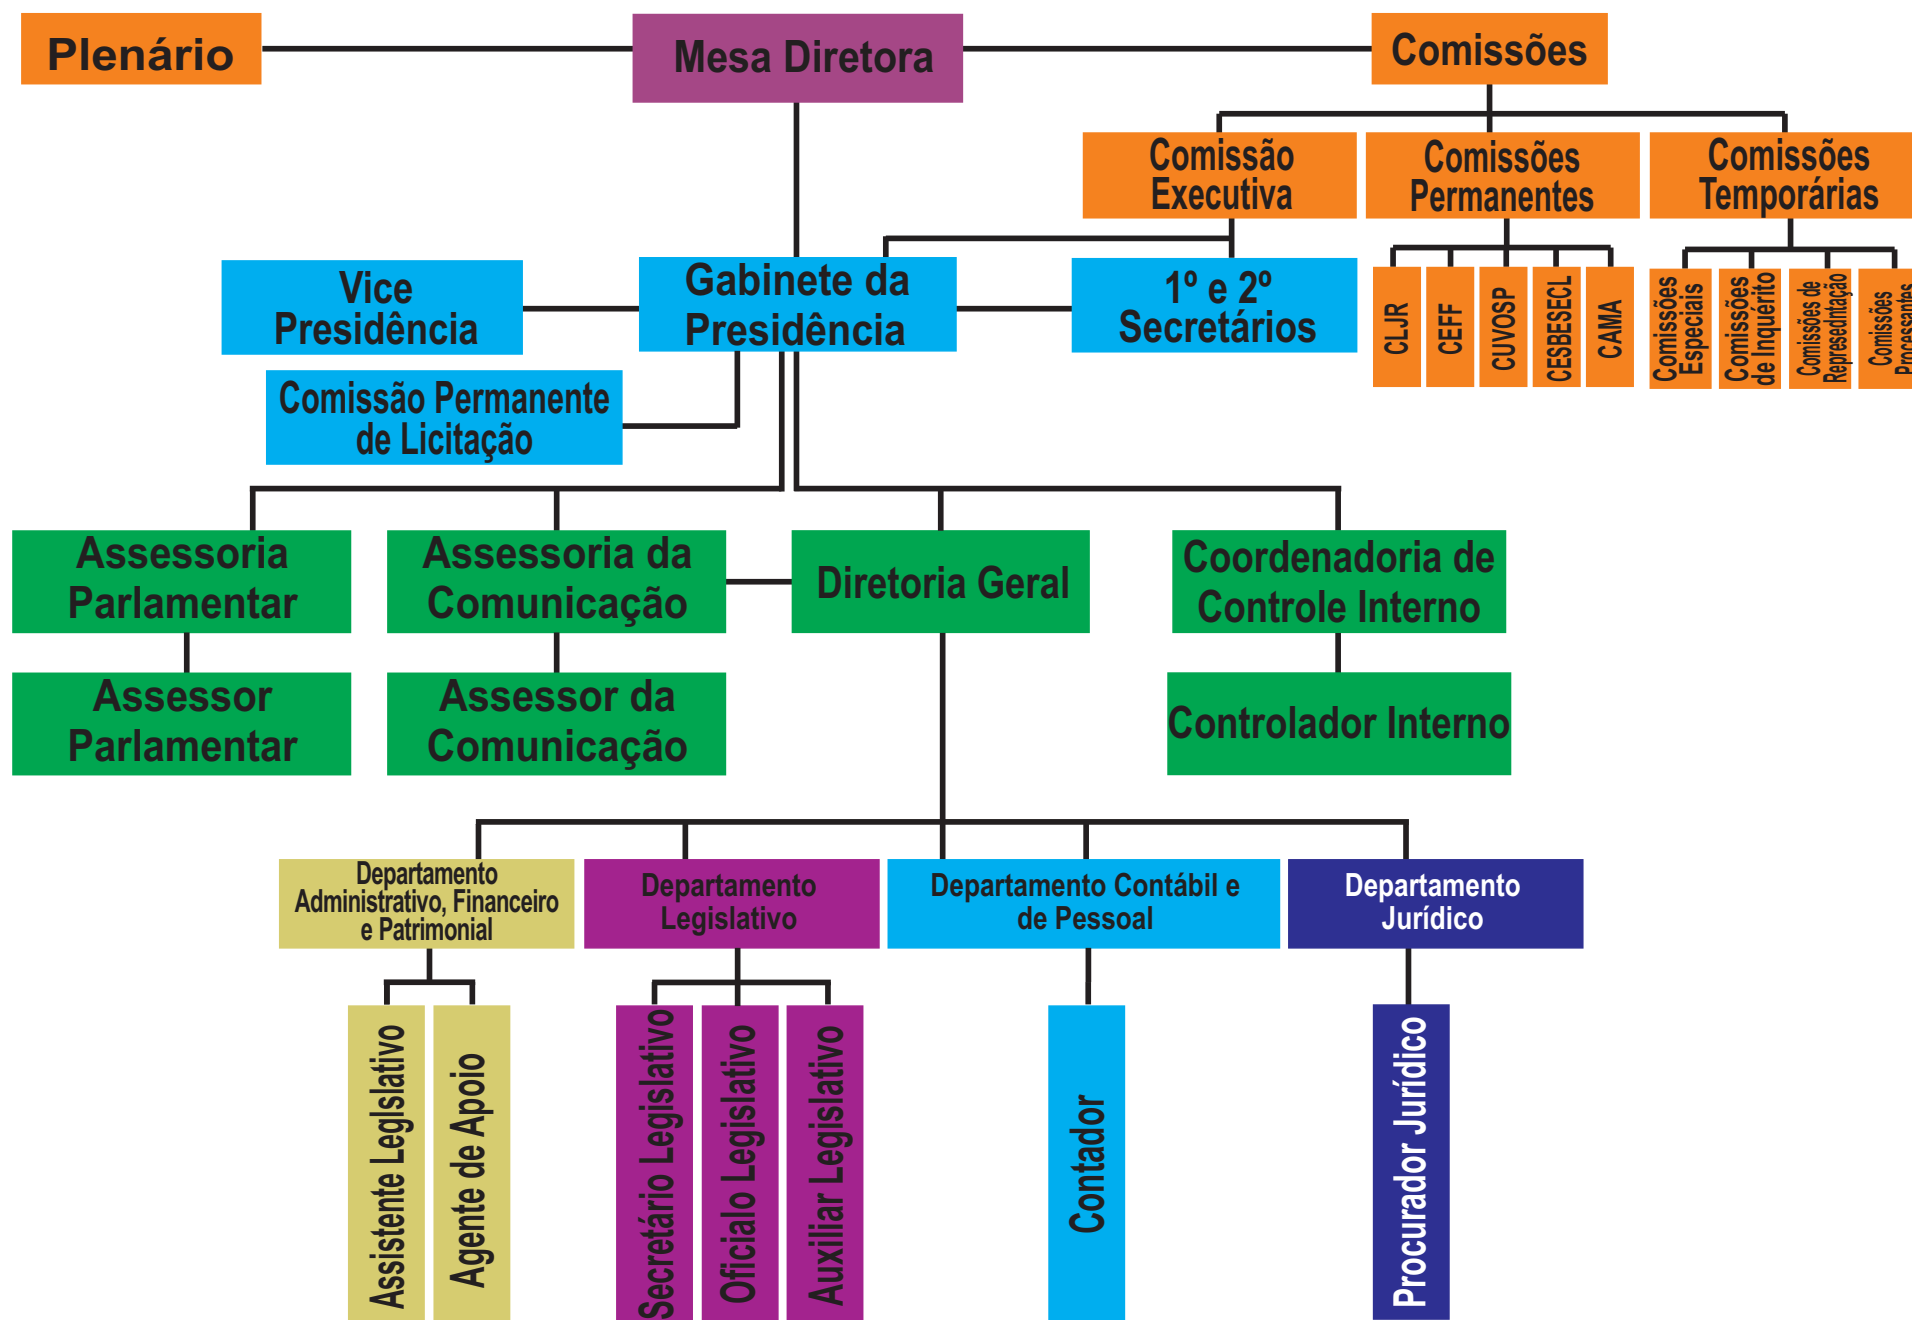 Plenário
Mesa Diretora
Comissões
Comissão
Executiva
Comissões
Permanentes
Comissões
Temporárias
Vice
Presidência
Gabinete da
Presidência
1º e 2º
Secretários
CLJR
CEFF
CUVOSP
CESBESECL
CAMA
Comissões
Especiais
Comissões
de Inquérito
Comissões de
Represedntação
Comissões
Processantes
Comissão Permanente
de Licitação
Assessoria
Parlamentar
Assessoria da
Comunicação
Diretoria Geral
Coordenadoria de
Controle Interno
Assessor
Parlamentar
Assessor da
Comunicação
Controlador Interno
Departamento
Administrativo, Financeiro
e Patrimonial
Departamento
Legislativo
Departamento Contábil e
de Pessoal
Departamento
Jurídico
Assistente Legislativo
Agente de Apoio
Secretário Legislativo
Oficialo Legislativo
Auxiliar Legislativo
Contador
Procurador Jurídico